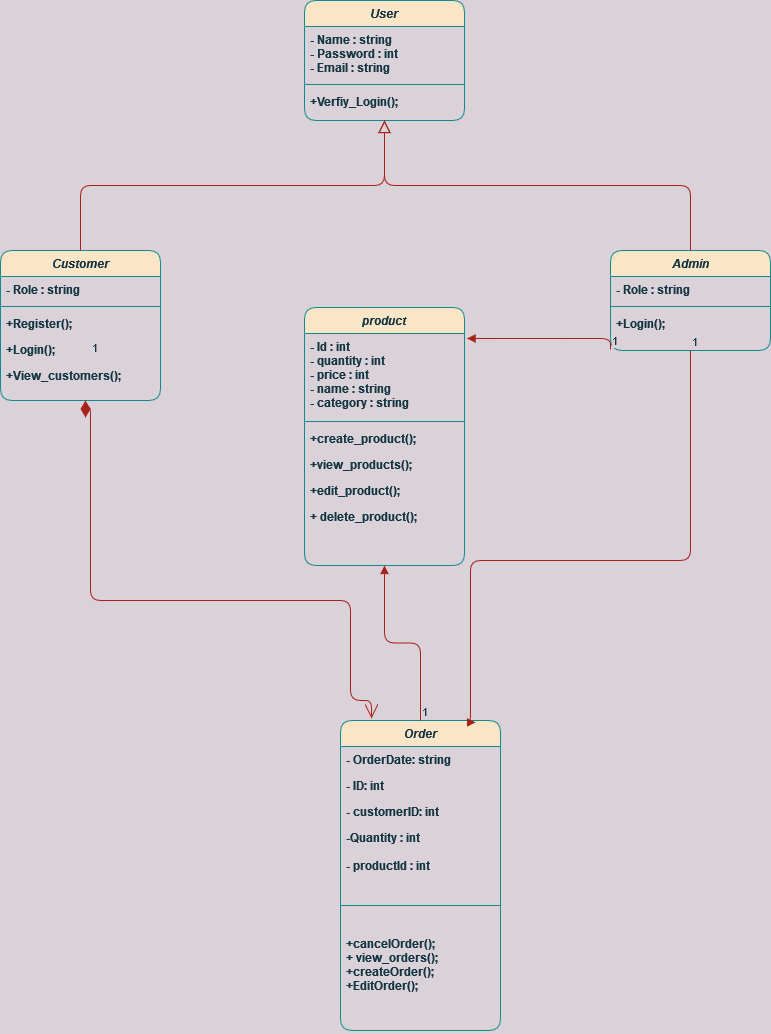 User
- Name : string
- Password : int
- Email : string
+Verfiy_Login();
Customer
- Role : string
+Register();
+Login();
1
+View_customers();
product
- Id : int
- quantity : int
- price : int
- name : string
- category : string
+create_product();
+view_products();
+edit_product();
+ delete_product();
Admin
- Role : string
+Login();
1
1
1
Order
- OrderDate: string
- ID: int
- customerID: int
-Quantity : int
- productId : int
+cancelOrder();
+ view_orders();
+createOrder();
+EditOrder();